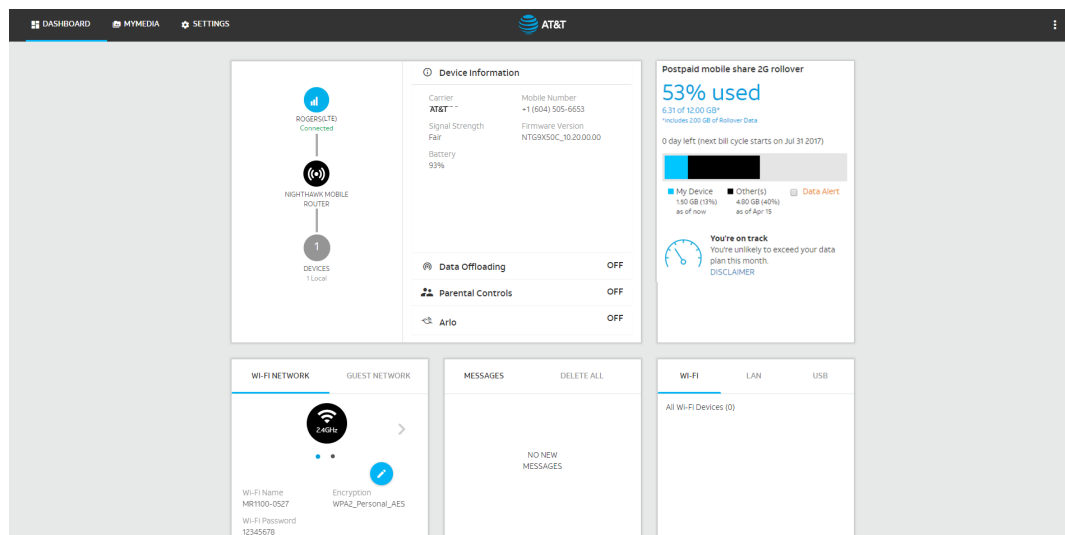 DASHBOARD
MYMEDIA
SETTINGS
AT&T
ROGERS(LTE)
Connected
NIGHTHAWK MOBILE
ROUTER
1
DEVICES
1 Local
Device Information
Carrier
AT&T
Mobile Number
+1 (604) 505-6653
Signal Strength
Fair
Firmware Version
NTG9X50C_10.20.00.00
Battery
93%
Data Offloading OFF
Parental Controls OFF
Arlo OFF
Postpaid mobile share 2G rollover
53% used
6.31 of 12.00 GB*
*Includes 2.00 GB of Rollover Data
0 day left (next bill cycle starts on Jul 31 2017)
My Device
1.50 GB (13%)
as of now
Other(s)
4.80 GB (40%)
as of Apr 15
Data Alert
You're on track
You're unlikely to exceed your data
plan this month.
DISCLAIMER
WI-FI NETWORK GUEST NETWORK
2.4GHz
Wi-Fi Name
MR1100-0527
Encryption
WPA2_Personal_AES
Wi-Fi Password
12345678
MESSAGES DELETE ALL
NO NEW
MESSAGES
WI-FI LAN USB
All Wi-Fi Devices (0)